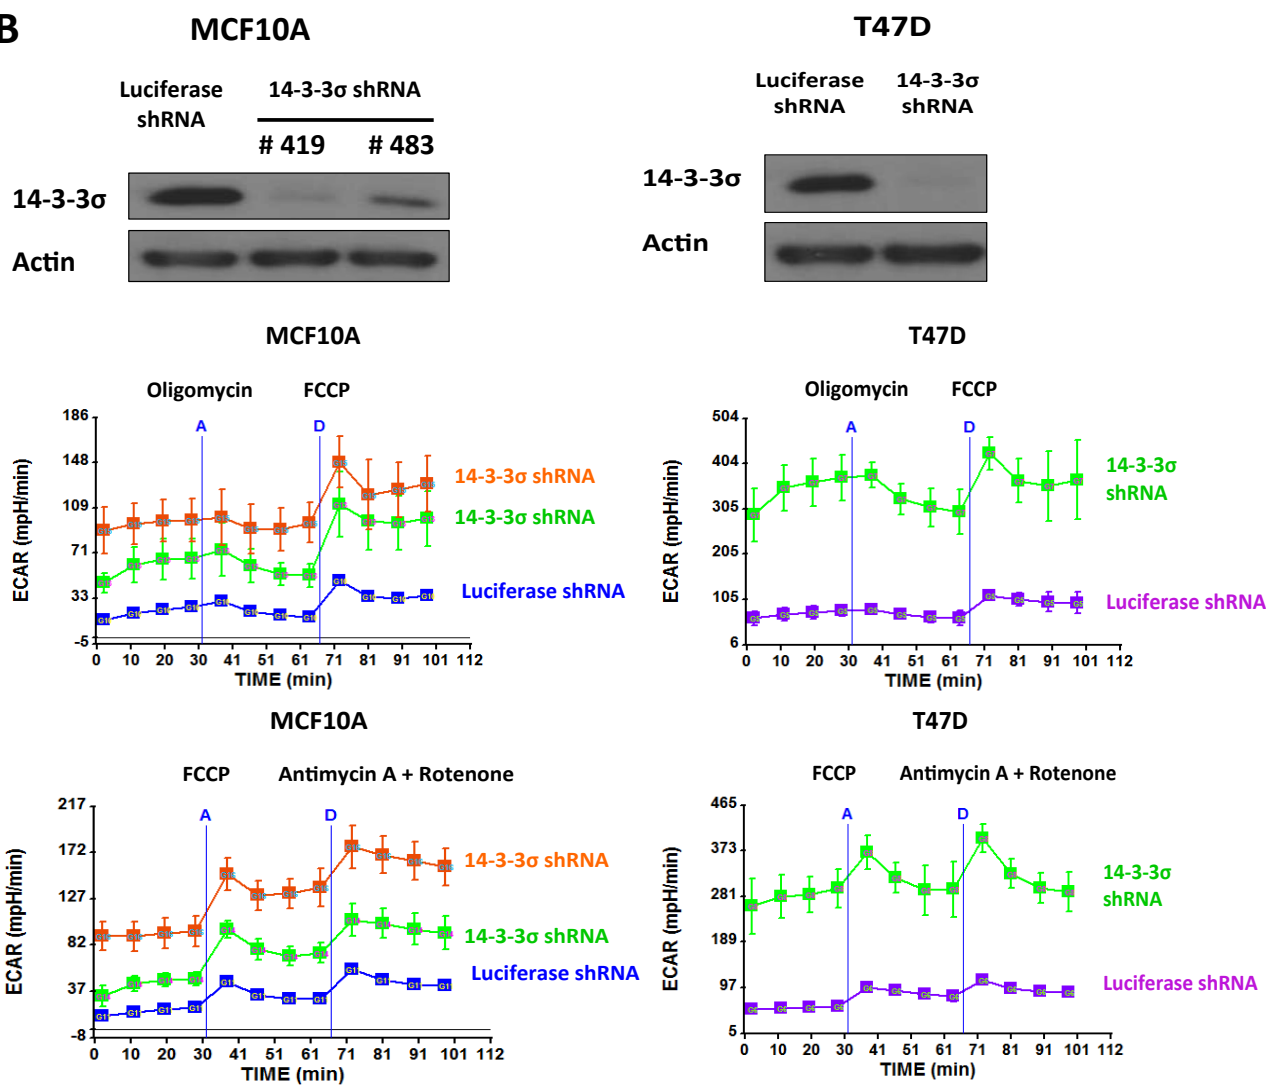 B
MCF10A
T47D
Luciferase shRNA
14-3-3σ shRNA
# 419
# 483
Luciferase shRNA
14-3-3σ shRNA
14-3-3σ
Actin
14-3-3σ
Actin
MCF10A
Oligomycin
FCCP
A
D
186
148
109
71
33
-5
ECAR (mpH/min)
0 10 20 30 41 51 61 71 81 91 101 112
TIME (min)
14-3-3σ shRNA
14-3-3σ shRNA
Luciferase shRNA
T47D
Oligomycin
FCCP
A
D
504
404
305
205
105
6
ECAR (mpH/min)
0 10 20 30 41 51 61 71 81 91 101 112
TIME (min)
14-3-3σ
shRNA
Luciferase shRNA
MCF10A
FCCP
Antimycin A + Rotenone
A
D
217
172
127
82
37
-8
ECAR (mpH/min)
0 10 20 30 41 51 61 71 81 91 101 112
TIME (min)
14-3-3σ shRNA
14-3-3σ shRNA
Luciferase shRNA
T47D
FCCP
Antimycin A + Rotenone
A
D
465
373
281
189
97
5
ECAR (mpH/min)
0 10 20 30 41 51 61 71 81 91 101 112
TIME (min)
14-3-3σ
shRNA
Luciferase shRNA